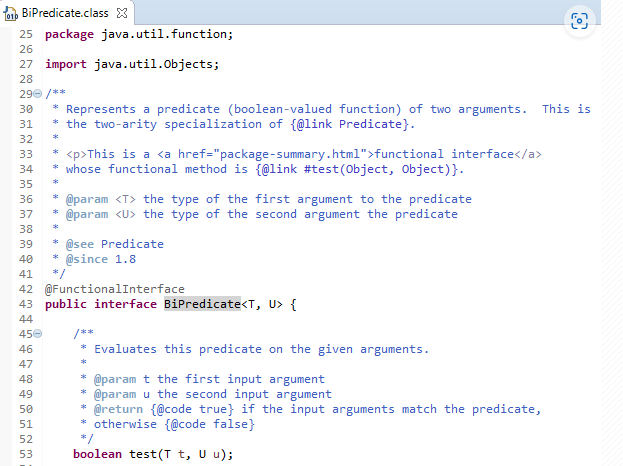 BiPredicate.class
25 package java.util.function;
26
27 import java.util.Objects;
28
29 /**
30 * Represents a predicate (boolean-valued function) of two arguments.  This is
31 * the two-arity specialization of {@link Predicate}.
32 *
33 * <p>This is a <a href="package-summary.html">functional interface</a>
34 * whose functional method is {@link #test(Object, Object)}.
35 *
36 * @param <T> the type of the first argument to the predicate
37 * @param <U> the type of the second argument the predicate
38 *
39 * @see Predicate
40 * @since 1.8
41 */
42 @FunctionalInterface
43 public interface BiPredicate<T, U> {
44
45 /**
46 * Evaluates this predicate on the given arguments.
47 *
48 * @param t the first input argument
49 * @param u the second input argument
50 * @return {@code true} if the input arguments match the predicate,
51 * otherwise {@code false}
52 */
53 boolean test(T t, U u);